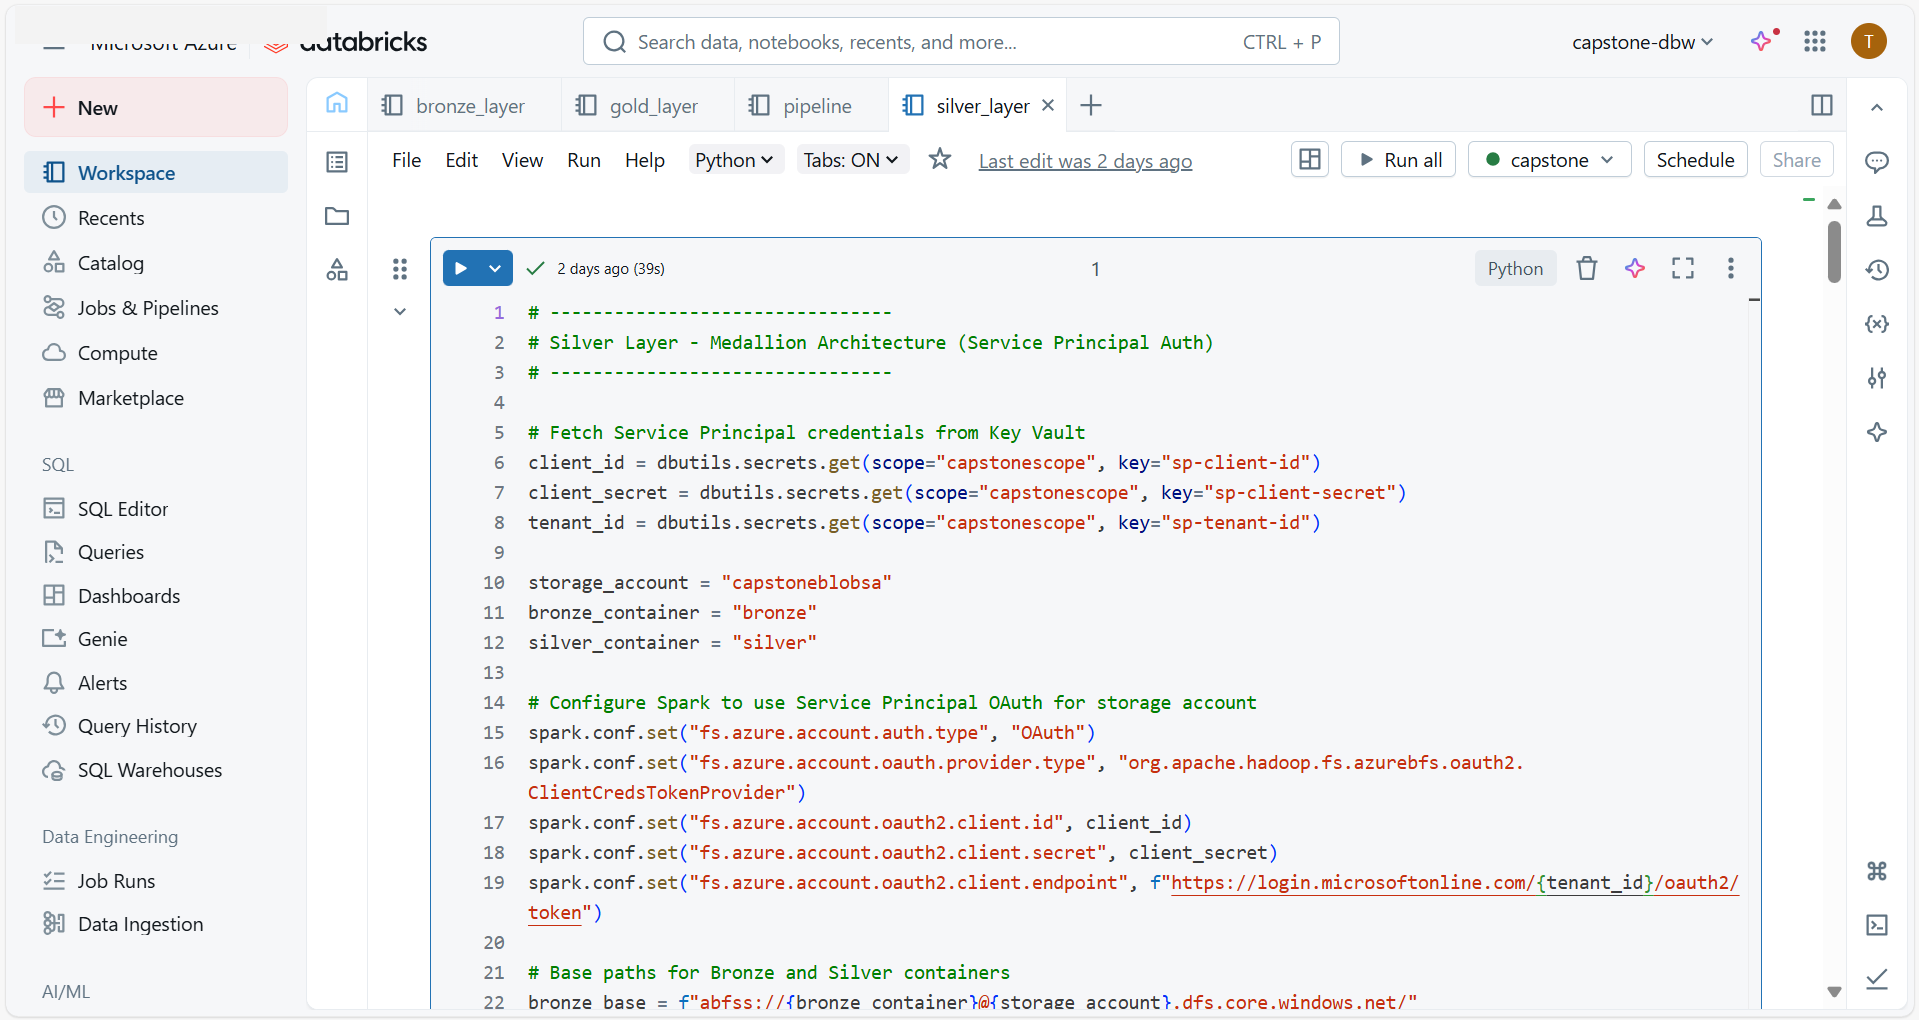 Microsoft Azure databricks
Search data, notebooks, recents, and more... CTRL + P
capstone-dbw
T
New
Workspace
Recents
Catalog
Jobs & Pipelines
Compute
Marketplace
SQL
SQL Editor
Queries
Dashboards
Genie
Alerts
Query History
SQL Warehouses
Data Engineering
Job Runs
Data Ingestion
AI/ML
bronze_layer gold_layer pipeline silver_layer
File Edit View Run Help Python Tabs: ON Last edit was 2 days ago
Run all capstone Schedule Share
2 days ago (39s) 1 Python
1 # --------------------------------
2 # Silver Layer - Medallion Architecture (Service Principal Auth)
3 # --------------------------------
4
5 # Fetch Service Principal credentials from Key Vault
6 client_id = dbutils.secrets.get(scope="capstonescope", key="sp-client-id")
7 client_secret = dbutils.secrets.get(scope="capstonescope", key="sp-client-secret")
8 tenant_id = dbutils.secrets.get(scope="capstonescope", key="sp-tenant-id")
9
10 storage_account = "capstoneblobsa"
11 bronze_container = "bronze"
12 silver_container = "silver"
13
14 # Configure Spark to use Service Principal OAuth for storage account
15 spark.conf.set("fs.azure.account.auth.type", "OAuth")
16 spark.conf.set("fs.azure.account.oauth.provider.type", "org.apache.hadoop.fs.azurebfs.oauth2.
ClientCredsTokenProvider")
17 spark.conf.set("fs.azure.account.oauth2.client.id", client_id)
18 spark.conf.set("fs.azure.account.oauth2.client.secret", client_secret)
19 spark.conf.set("fs.azure.account.oauth2.client.endpoint", f"https://login.microsoftonline.com/{tenant_id}/oauth2/
token")
20
21 # Base paths for Bronze and Silver containers
22 bronze_base = f"abfss://{bronze_container}@{storage_account}.dfs.core.windows.net/"